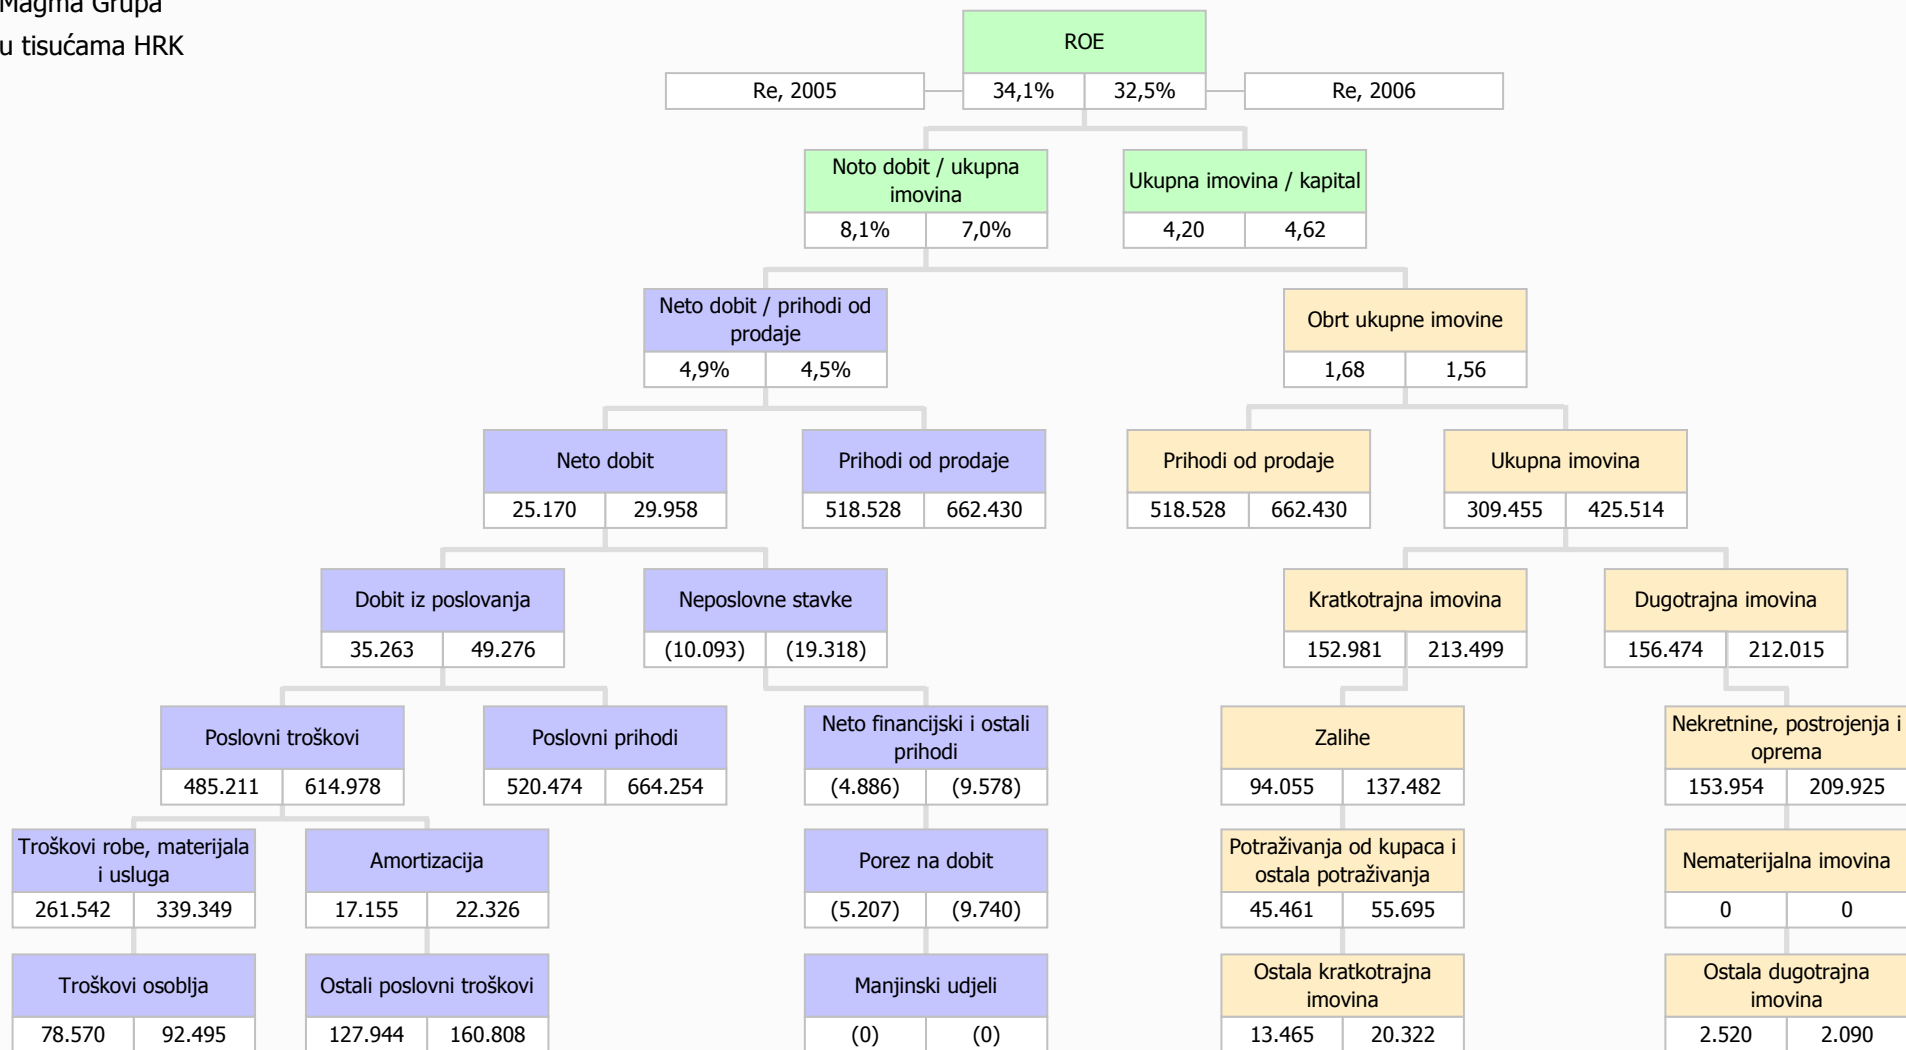 Magma Grupa
u tisućama HRK
ROE
Re, 2005
34,1%
32,5%
Re, 2006
Noto dobit / ukupna
imovina
8,1%
7,0%
Ukupna imovina / kapital
4,20
4,62
Neto dobit / prihodi od
prodaje
4,9%
4,5%
Obrt ukupne imovine
1,68
1,56
Neto dobit
25.170
29.958
Prihodi od prodaje
518.528
662.430
Prihodi od prodaje
518.528
662.430
Ukupna imovina
309.455
425.514
Dobit iz poslovanja
35.263
49.276
Neposlovne stavke
(10.093)
(19.318)
Kratkotrajna imovina
152.981
213.499
Dugotrajna imovina
156.474
212.015
Poslovni troškovi
485.211
614.978
Poslovni prihodi
520.474
664.254
Neto financijski i ostali
prihodi
(4.886)
(9.578)
Zalihe
94.055
137.482
Nekretnine, postrojenja i
oprema
153.954
209.925
Troškovi robe, materijala
i usluga
261.542
339.349
Amortizacija
17.155
22.326
Porez na dobit
(5.207)
(9.740)
Potraživanja od kupaca i
ostala potraživanja
45.461
55.695
Nematerijalna imovina
0
0
Troškovi osoblja
78.570
92.495
Ostali poslovni troškovi
127.944
160.808
Manjinski udjeli
(0)
(0)
Ostala kratkotrajna
imovina
13.465
20.322
Ostala dugotrajna
imovina
2.520
2.090